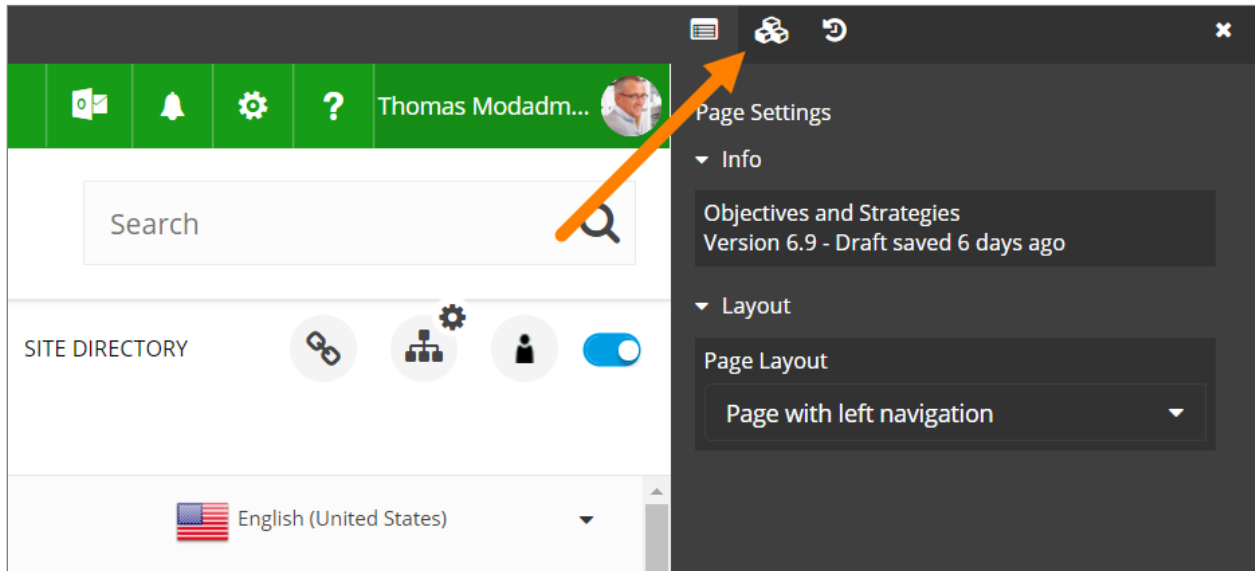 Thomas Modadm...
Search
SITE DIRECTORY
English (United States)
Page Settings
Info
Objectives and Strategies
Version 6.9 - Draft saved 6 days ago
Layout
Page Layout
Page with left navigation